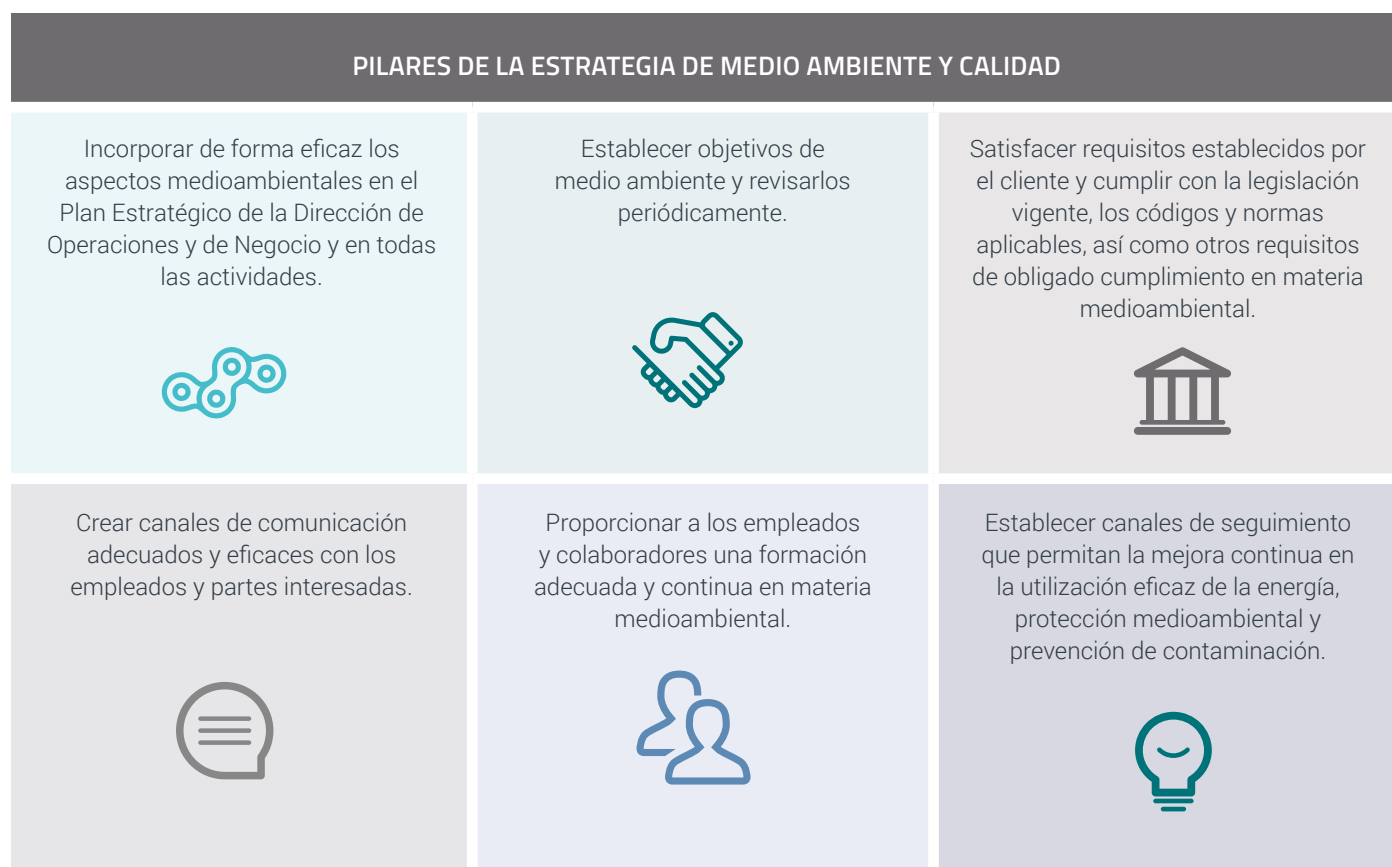 PILARES DE LA ESTRATEGIA DE MEDIO AMBIENTE Y CALIDAD
Incorporar de forma eficaz los
aspectos medioambientales en el
Plan Estratégico de la Dirección de
Operaciones y de Negocio y en todas
las actividades.
Establecer objetivos de
medio ambiente y revisarlos
periódicamente.
Satisfacer requisitos establecidos por
el cliente y cumplir con la legislación
vigente, los códigos y normas
aplicables, así como otros requisitos
de obligado cumplimiento en materia
medioambiental.
Crear canales de comunicación
adecuados y eficaces con los
empleados y partes interesadas.
Proporcionar a los empleados
y colaboradores una formación
adecuada y continua en materia
medioambiental.
Establecer canales de seguimiento
que permitan la mejora continua en
la utilización eficaz de la energía,
protección medioambiental y
prevención de contaminación.